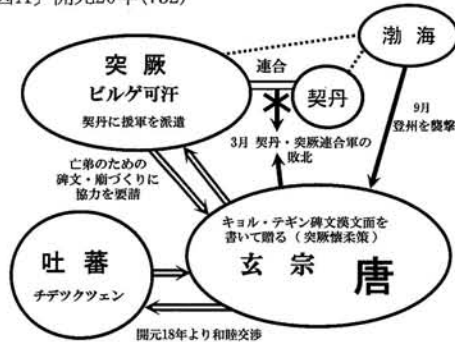 図A」開元20年(732)
渤海
突厥
ビルゲ可汗
契丹に援軍を派遣
連合
契丹
9月
登州を襲撃
3月 契丹・突厥連合軍の
敗北
亡弟のための
碑文・廟づくりに
協力を要請
キョル・テギン碑文漢文面を
書いて贈る(突厥懐柔策)
玄宗 唐
吐蕃
チデツクツェン
開元18年より和睦交渉